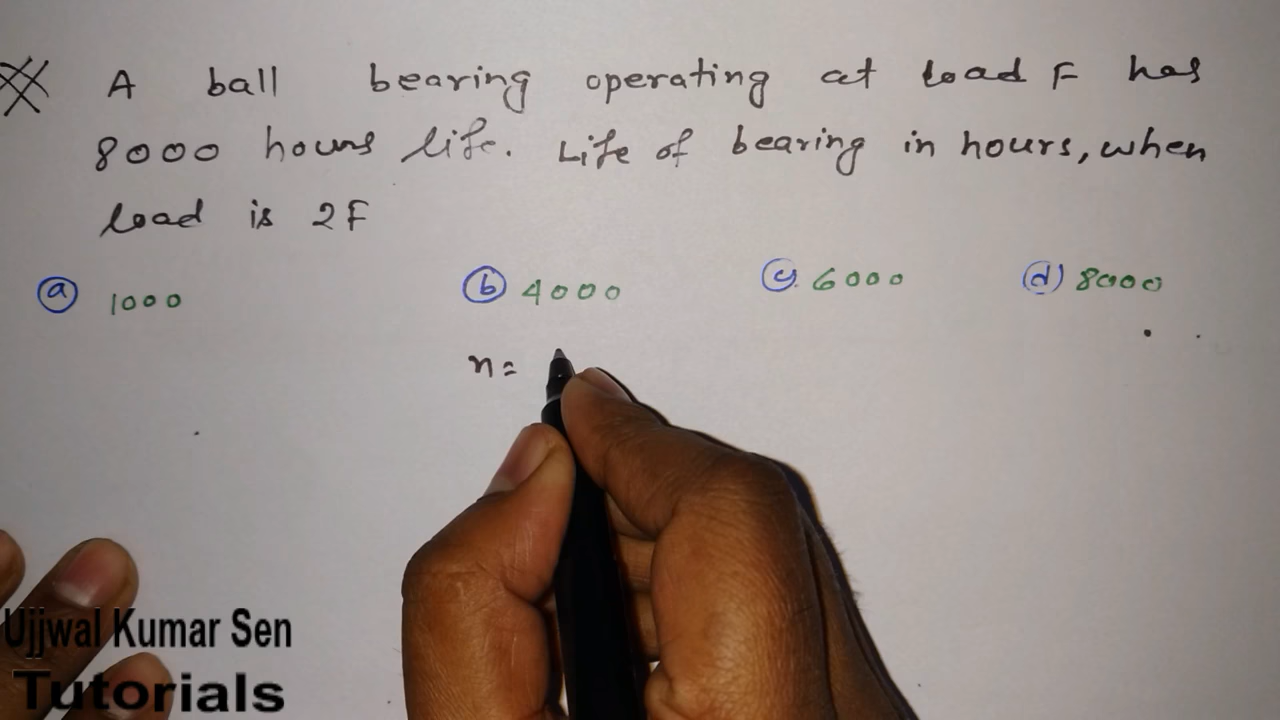 A ball bearing operating at load F has
8000 hours life. Life of bearing in hours, when
load is 2F
(a) 1000 (b) 4000 (c) 6000 (d) 8000
n =
Ujjwal Kumar Sen
Tutorials